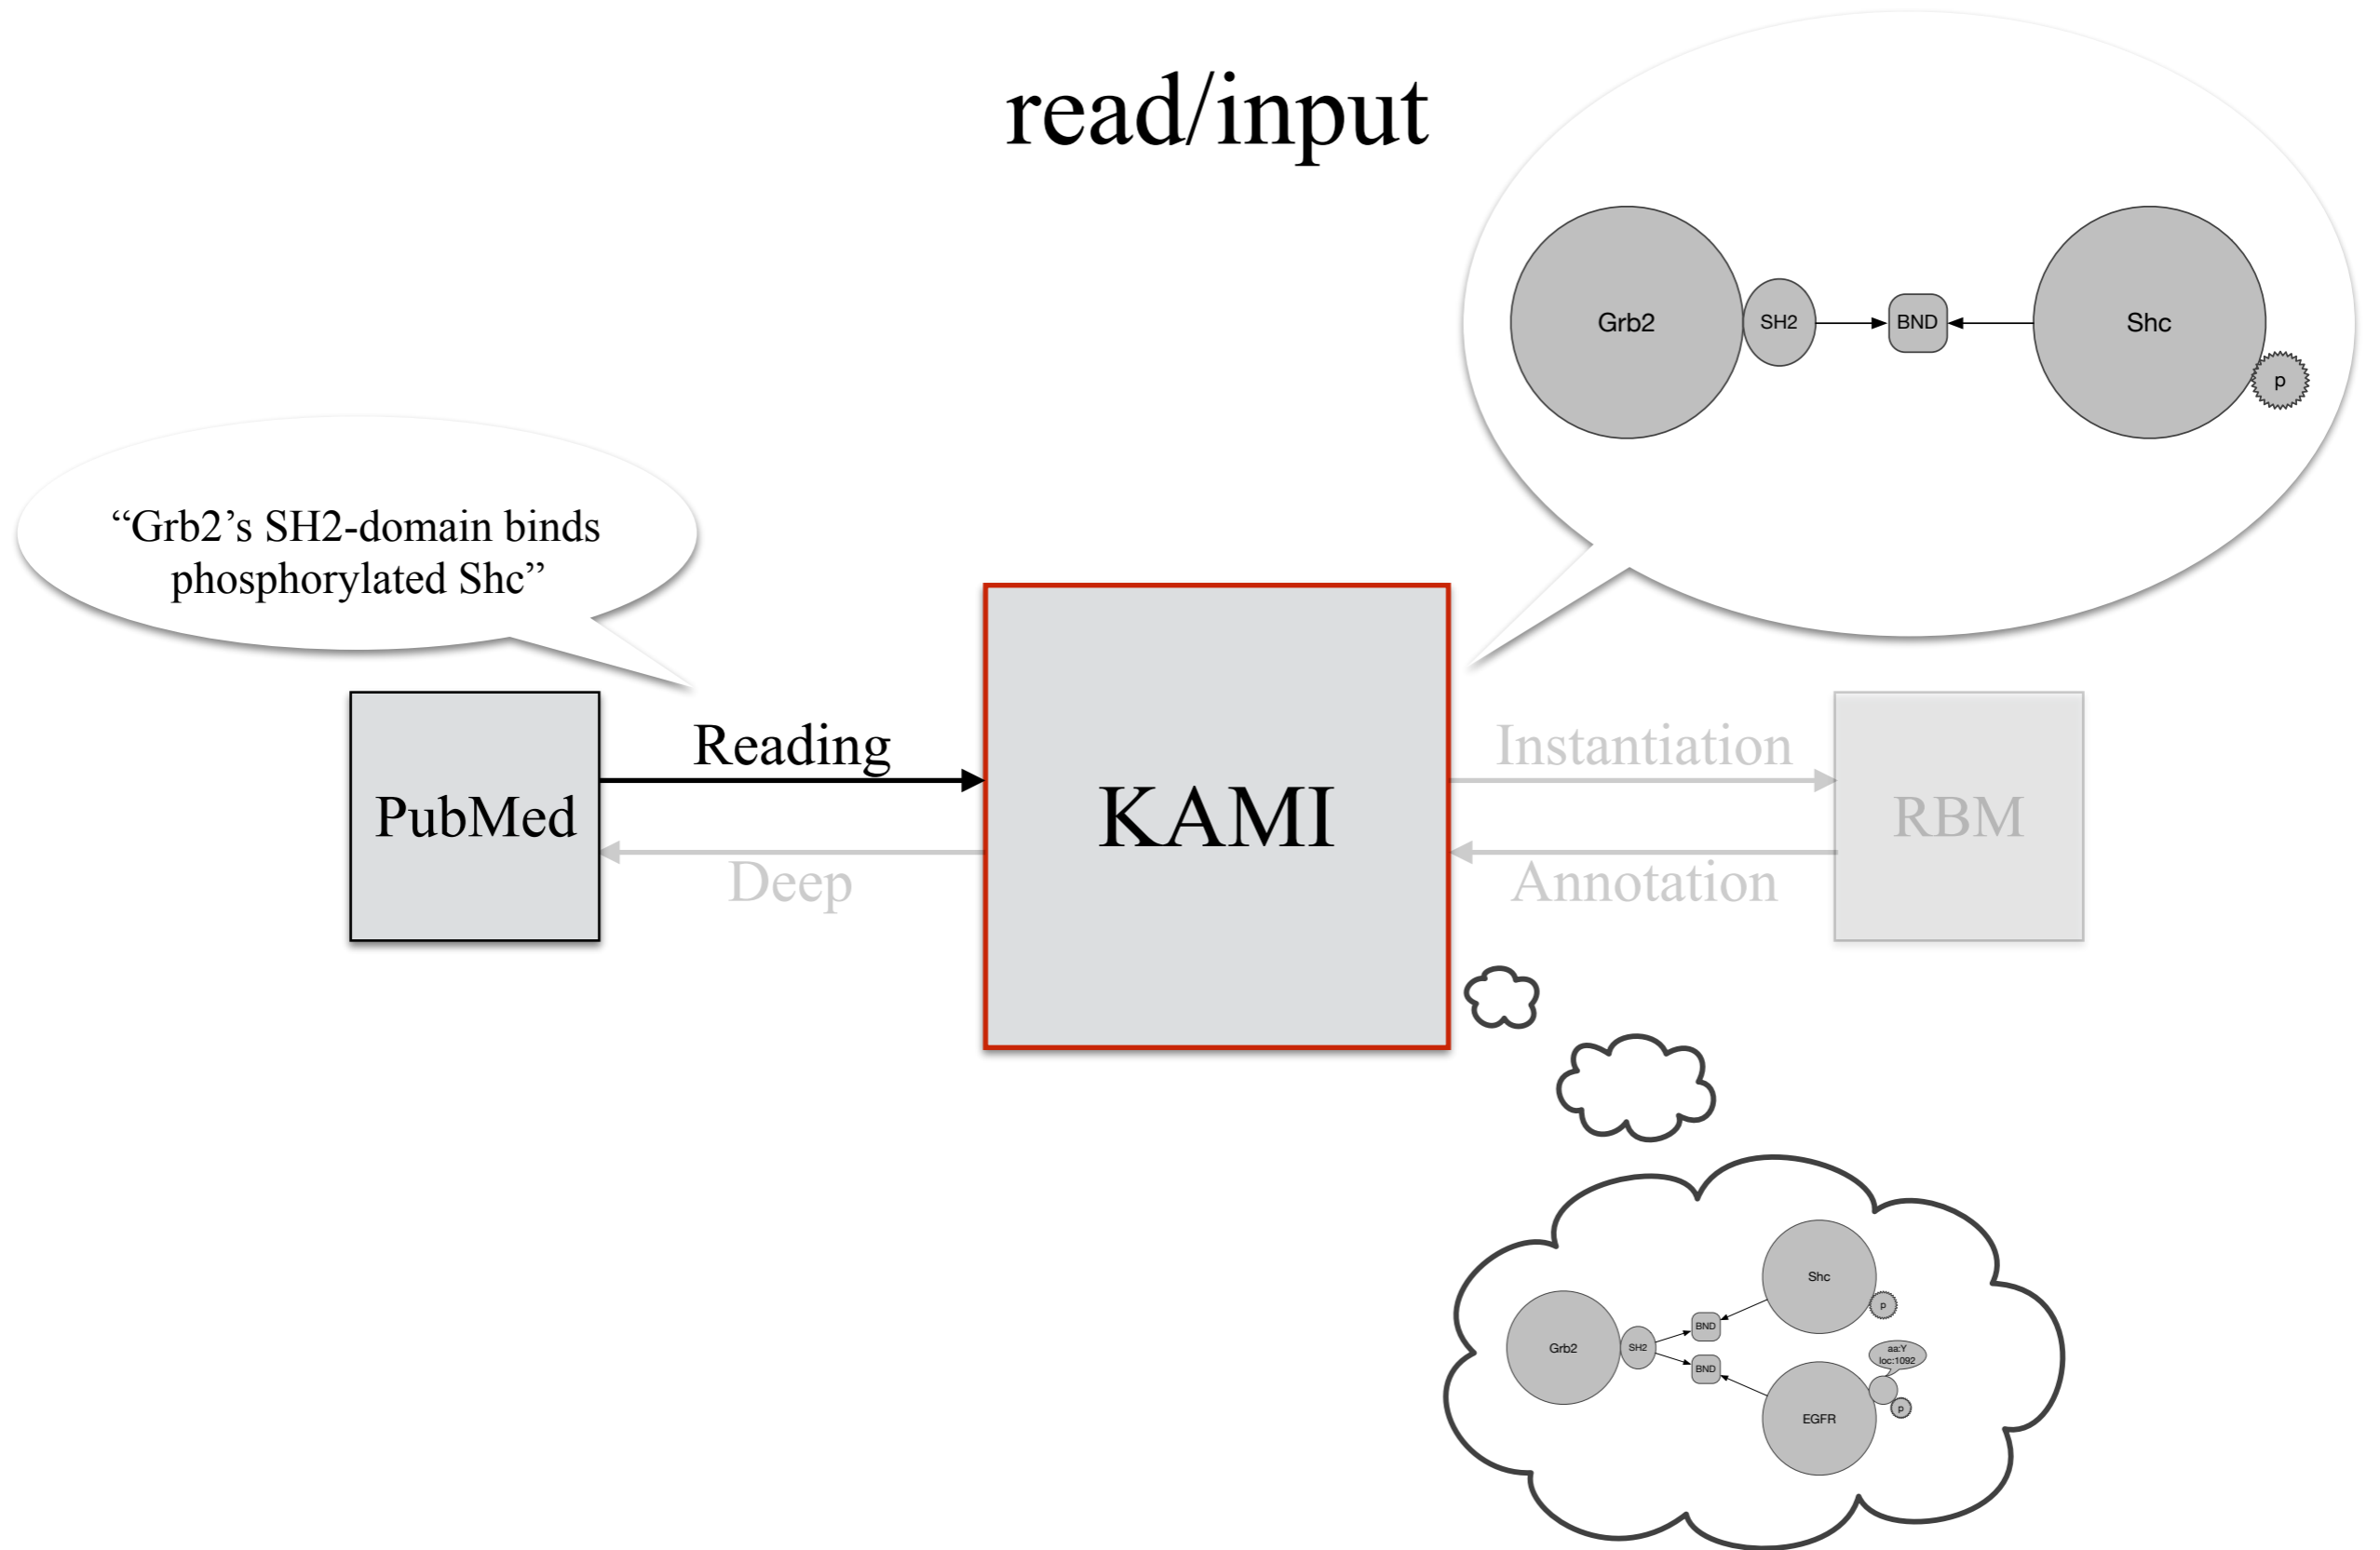 read/input
Grb2
SH2
BND
Shc
p
“Grb2’s SH2-domain binds
phosphorylated Shc”
PubMed
Reading
Deep
KAMI
Instantiation
Annotation
RBM
Shc
p
Grb2
SH2
BND
BND
aa:Y
loc:1092
p
EGFR